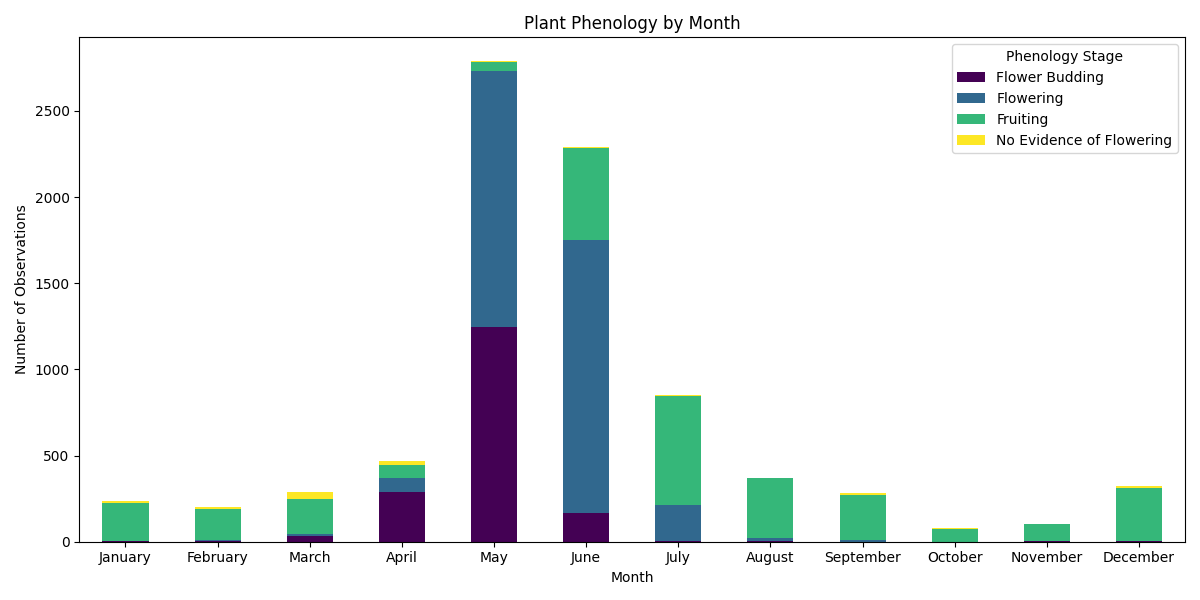 Plant Phenology by Month
Phenology Stage
Flower Budding
Flowering
Fruiting
No Evidence of Flowering
Number of Observations
2500
2000
1500
1000
500
0
January February March April May June July August September October November December
Month